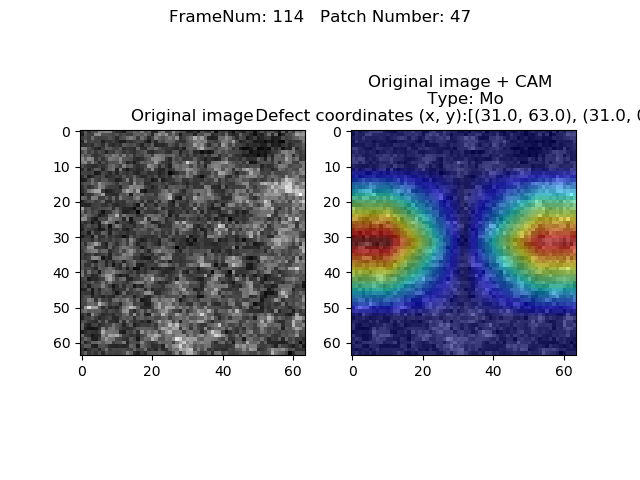 FrameNum: 114   Patch Number: 47
Original image + CAM
Type: Mo
Original image Defect coordinates (x, y):[(31.0, 63.0), (31.0, 0
0
10
20
30
40
50
60
0 20 40 60
0
10
20
30
40
50
60
0 20 40 60